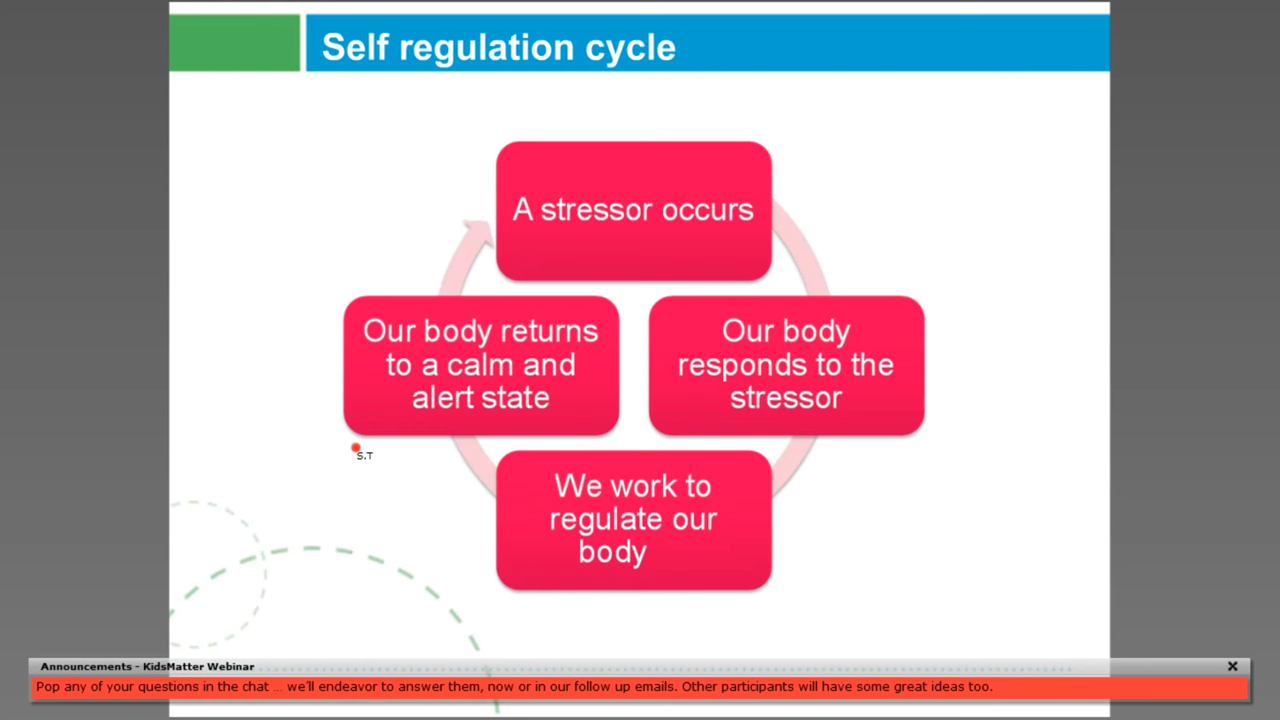 Self regulation cycle
A stressor occurs
Our body returns
to a calm and
alert state
Our body
responds to the
stressor
We work to
regulate our
body
S.T
Announcements - KidsMatter Webinar
Pop any of your questions in the chat ... we'll endeavor to answer them, now or in our follow up emails. Other participants will have some great ideas too.